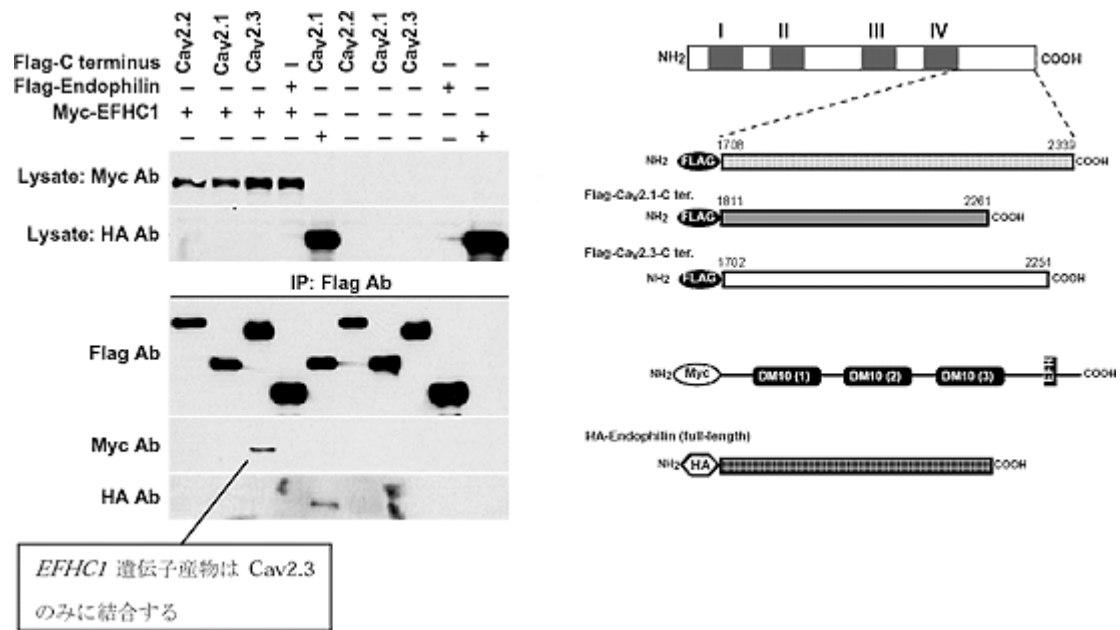 Cav2.2 Cav2.1 Cav2.3 – Cav2.1 Cav2.2 Cav2.1 Cav2.3 – –
Flag-C terminus
Flag-Endophilin – – – + – – – – + –
Myc-EFHC1 + + + + – – – – – –
– – – – + – – – – +
Lysate: Myc Ab
Lysate: HA Ab
IP: Flag Ab
Flag Ab
Myc Ab
HA Ab
EFHC1 遺伝子産物は Cav2.3
のみに結合する
I II III IV
NH2 COOH
1708 2339
NH2 FLAG COOH
Flag-Cav2.1-C ter.
1811 2261
NH2 FLAG COOH
Flag-Cav2.3-C ter.
1702 2251
NH2 FLAG COOH
NH2 Myc DM10 (1) DM10 (2) DM10 (3) EFH COOH
HA-Endophilin (full-length)
NH2 HA COOH